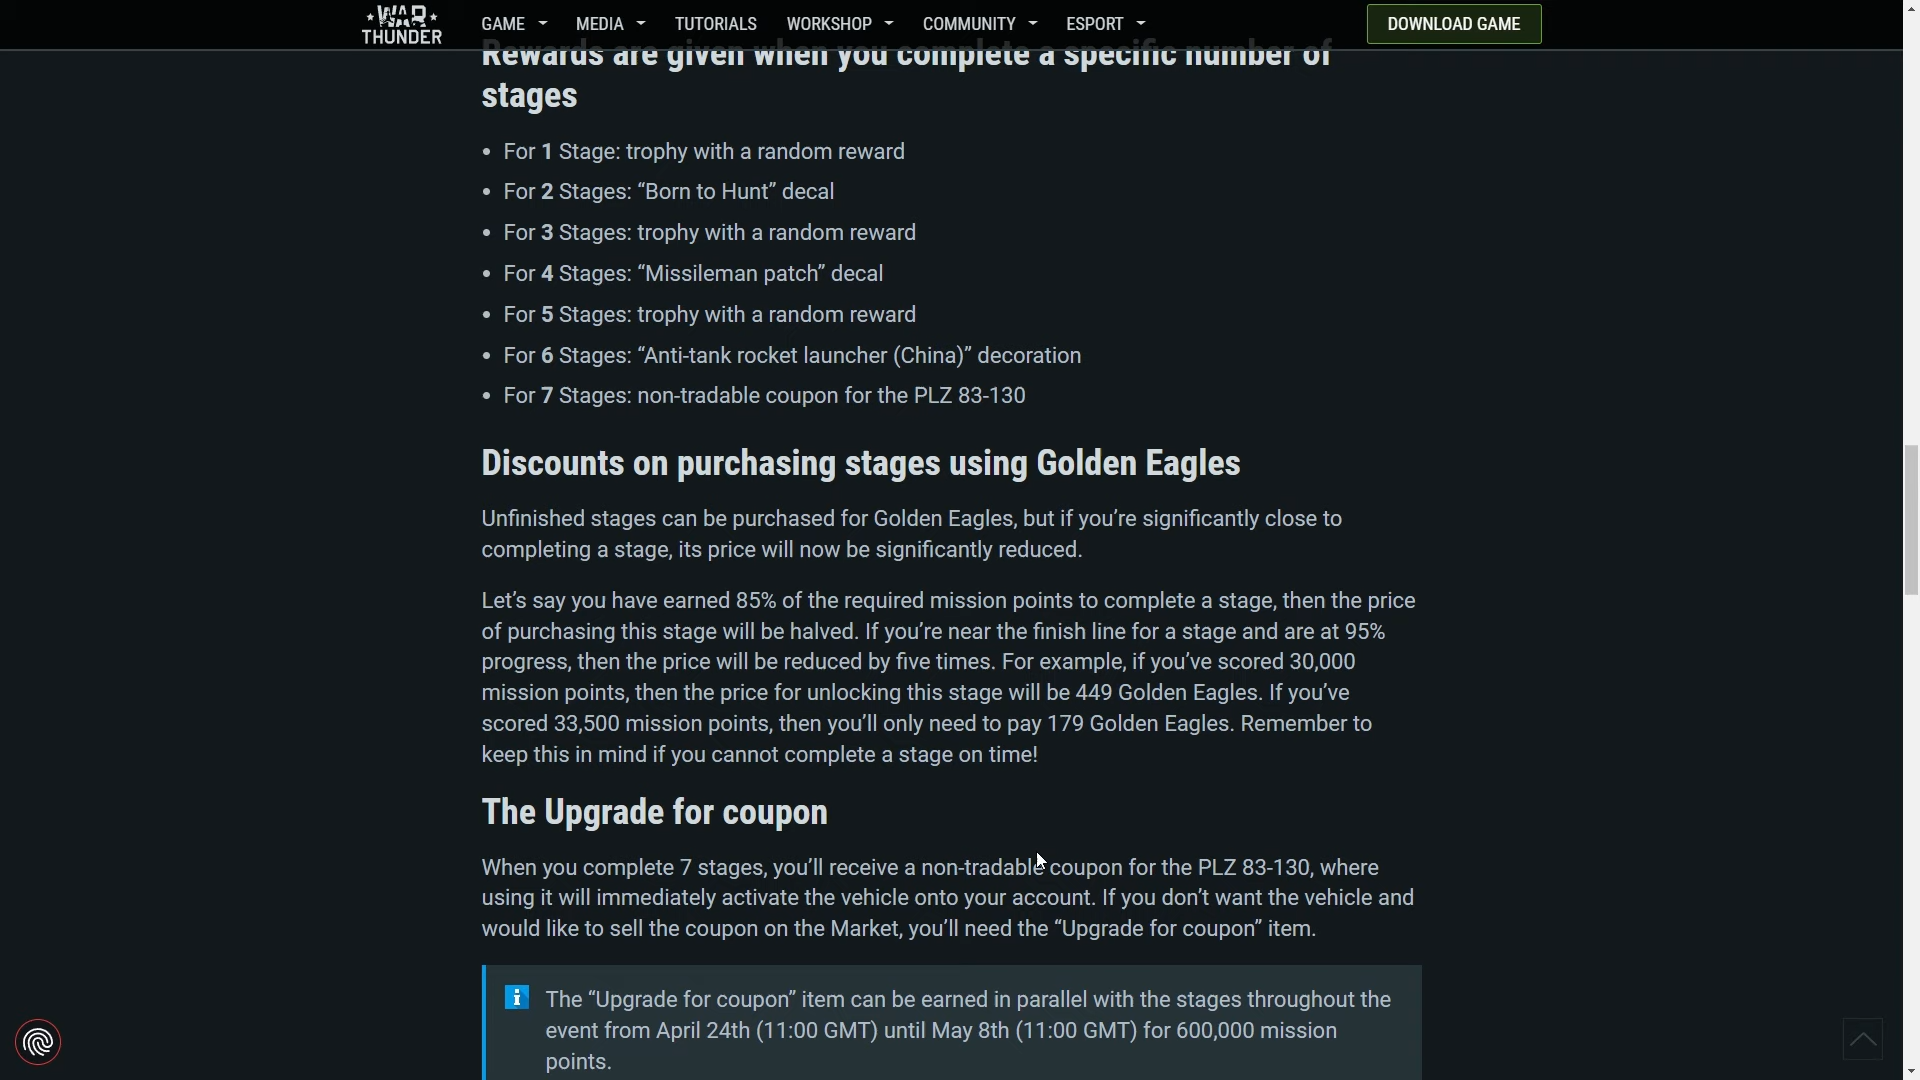 WAR THUNDER
GAME MEDIA TUTORIALS WORKSHOP COMMUNITY ESPORT DOWNLOAD GAME
Rewards are given when you complete a specific number of
stages
• For 1 Stage: trophy with a random reward
• For 2 Stages: “Born to Hunt” decal
• For 3 Stages: trophy with a random reward
• For 4 Stages: “Missileman patch” decal
• For 5 Stages: trophy with a random reward
• For 6 Stages: “Anti-tank rocket launcher (China)” decoration
• For 7 Stages: non-tradable coupon for the PLZ 83-130
Discounts on purchasing stages using Golden Eagles
Unfinished stages can be purchased for Golden Eagles, but if you’re significantly close to
completing a stage, its price will now be significantly reduced.
Let’s say you have earned 85% of the required mission points to complete a stage, then the price
of purchasing this stage will be halved. If you’re near the finish line for a stage and are at 95%
progress, then the price will be reduced by five times. For example, if you’ve scored 30,000
mission points, then the price for unlocking this stage will be 449 Golden Eagles. If you’ve
scored 33,500 mission points, then you’ll only need to pay 179 Golden Eagles. Remember to
keep this in mind if you cannot complete a stage on time!
The Upgrade for coupon
When you complete 7 stages, you’ll receive a non-tradable coupon for the PLZ 83-130, where
using it will immediately activate the vehicle onto your account. If you don’t want the vehicle and
would like to sell the coupon on the Market, you’ll need the “Upgrade for coupon” item.
i The “Upgrade for coupon” item can be earned in parallel with the stages throughout the
event from April 24th (11:00 GMT) until May 8th (11:00 GMT) for 600,000 mission
points.